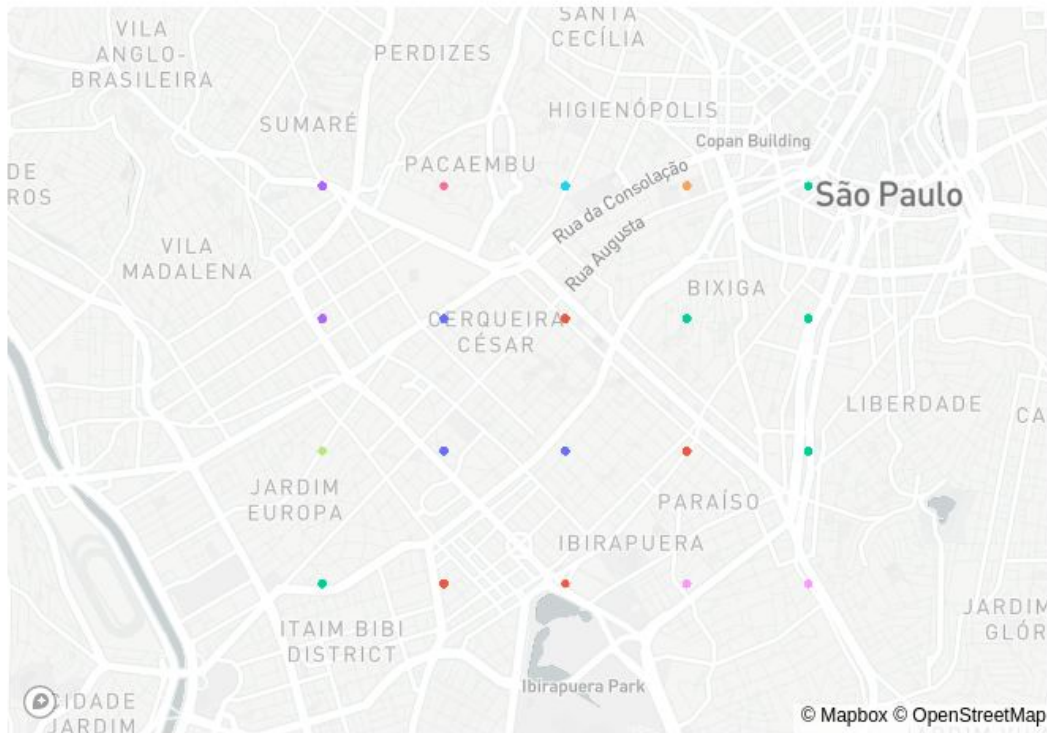 SANTA
CECÍLIA
VILA
ANGLO-
BRASILEIRA
PERDIZES
HIGIENÓPOLIS
SUMARÉ
Copan Building
PACAEMBU
DE
ROS
Rua da Consolação
São Paulo
Rua Augusta
VILA
MADALENA
BIXIGA
CERQUEIRA
CÉSAR
LIBERDADE
CA
JARDIM
EUROPA
PARAÍSO
IBIRAPUERA
JARDIM
GLÓR
ITAIM BIBI
DISTRICT
Ibirapuera Park
CIDADE
JARDIM
© Mapbox © OpenStreetMap